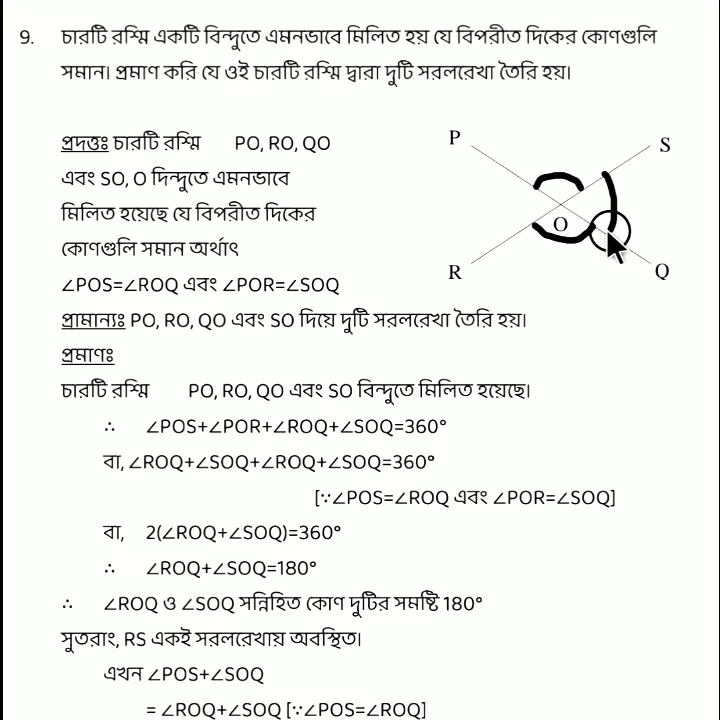 9. চারটি রশ্মি একটি বিন্দুতে এমনভাবে মিলিত হয় যে বিপরীত দিকের কোণগুলি
সমান। প্রমাণ করি যে ওই চারটি রশ্মি দ্বারা দুটি সরলরেখা তৈরি হয়।
প্রদত্তঃ চারটি রশ্মি PO, RO, QO
এবং SO, O দিন্দুতে এমনভাবে
মিলিত হয়েছে যে বিপরীত দিকের
কোণগুলি সমান অর্থাৎ
∠POS=∠ROQ এবং ∠POR=∠SOQ
P
S
O
R
Q
প্রামান্যঃ PO, RO, QO এবং SO দিয়ে দুটি সরলরেখা তৈরি হয়।
প্রমাণঃ
চারটি রশ্মি PO, RO, QO এবং SO বিন্দুতে মিলিত হয়েছে।
∴ ∠POS+∠POR+∠ROQ+∠SOQ=360°
বা, ∠ROQ+∠SOQ+∠ROQ+∠SOQ=360°
[∵∠POS=∠ROQ এবং ∠POR=∠SOQ]
বা, 2(∠ROQ+∠SOQ)=360°
∴ ∠ROQ+∠SOQ=180°
∴ ∠ROQ ও ∠SOQ সন্নিহিত কোণ দুটির সমষ্টি 180°
সুতরাং, RS একই সরলরেখায় অবস্থিত।
এখন ∠POS+∠SOQ
= ∠ROQ+∠SOQ [∵∠POS=∠ROQ]